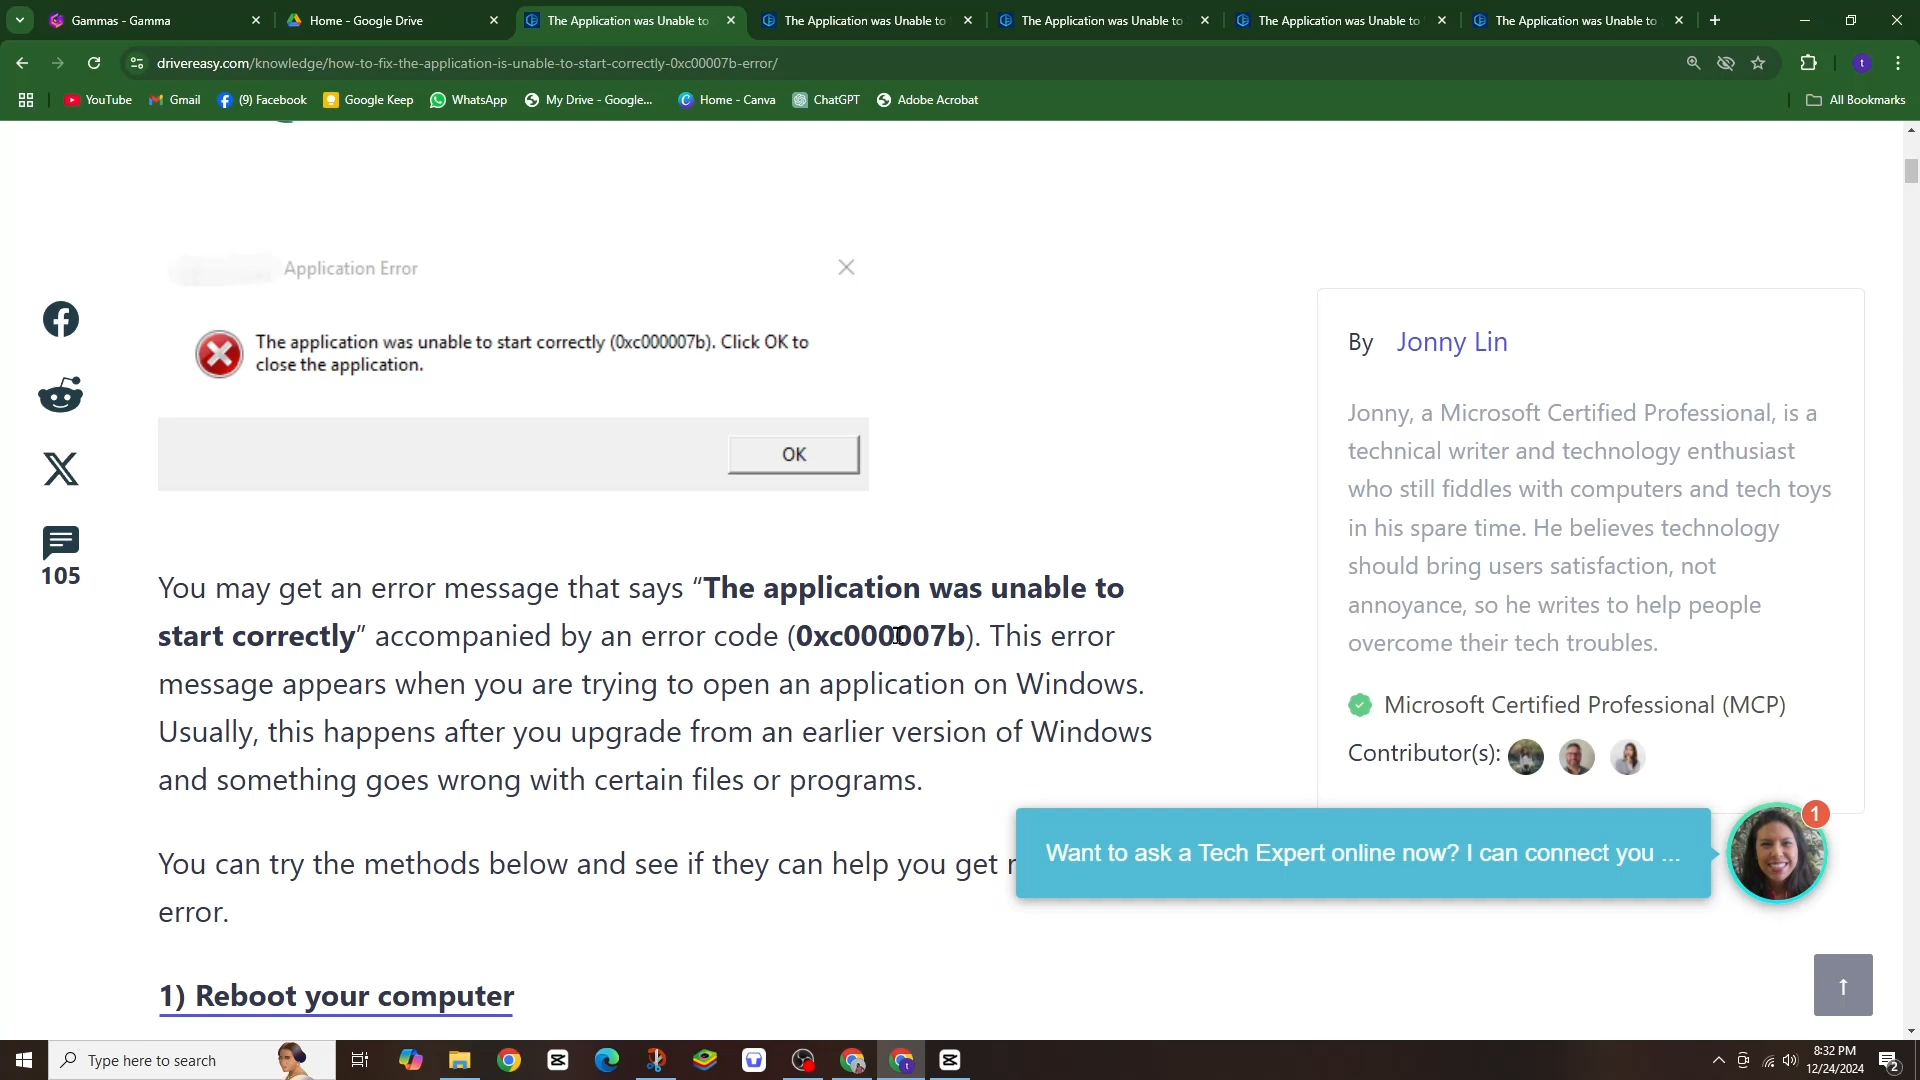 Gammas - Gamma
Home - Google Drive
The Application was Unable to
The Application was Unable to
The Application was Unable to
The Application was Unable to
The Application was Unable to
drivereasy.com/knowledge/how-to-fix-the-application-is-unable-to-start-correctly-0xc00007b-error/
t
YouTube
Gmail
(9) Facebook
Google Keep
WhatsApp
My Drive - Google...
Home - Canva
ChatGPT
Adobe Acrobat
All Bookmarks
Application Error
The application was unable to start correctly (0xc000007b). Click OK to
close the application.
OK
105
You may get an error message that says “The application was unable to
start correctly” accompanied by an error code (0xc000007b). This error
message appears when you are trying to open an application on Windows.
Usually, this happens after you upgrade from an earlier version of Windows
and something goes wrong with certain files or programs.
You can try the methods below and see if they can help you get
error.
1) Reboot your computer
By Jonny Lin
Jonny, a Microsoft Certified Professional, is a
technical writer and technology enthusiast
who still fiddles with computers and tech toys
in his spare time. He believes technology
should bring users satisfaction, not
annoyance, so he writes to help people
overcome their tech troubles.
Microsoft Certified Professional (MCP)
Contributor(s):
Want to ask a Tech Expert online now? I can connect you ...
1
↑
Type here to search
8:32 PM
12/24/2024
2